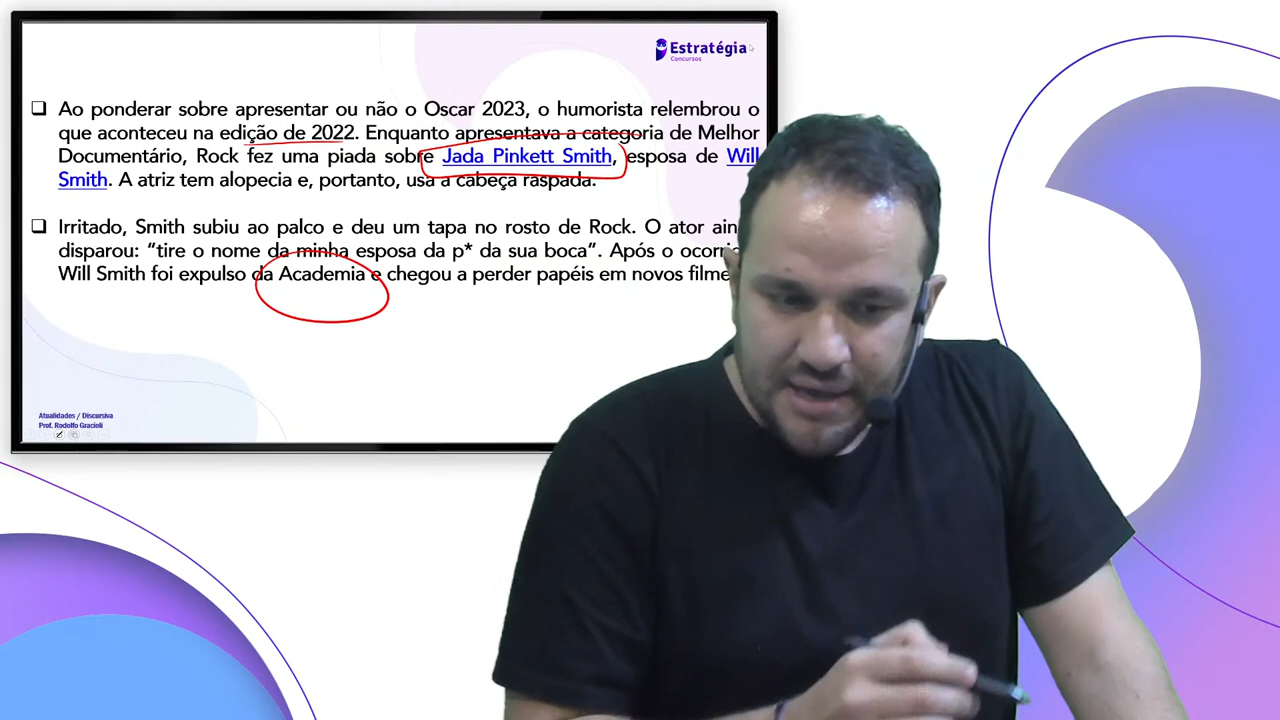 Estratégia
Concursos
Ao ponderar sobre apresentar ou não o Oscar 2023, o humorista relembrou o
que aconteceu na edição de 2022. Enquanto apresentava a categoria de Melhor
Documentário, Rock fez uma piada sobre Jada Pinkett Smith, esposa de Will
Smith. A atriz tem alopecia e, portanto, usa a cabeça raspada.
Irritado, Smith subiu ao palco e deu um tapa no rosto de Rock. O ator
disparou: “tire o nome da minha esposa da p* da sua boca”. Após o
Will Smith foi expulso da Academia e chegou a perder papéis em novos
Atualidades / Discursiva
Prof. Rodolfo Gracioli